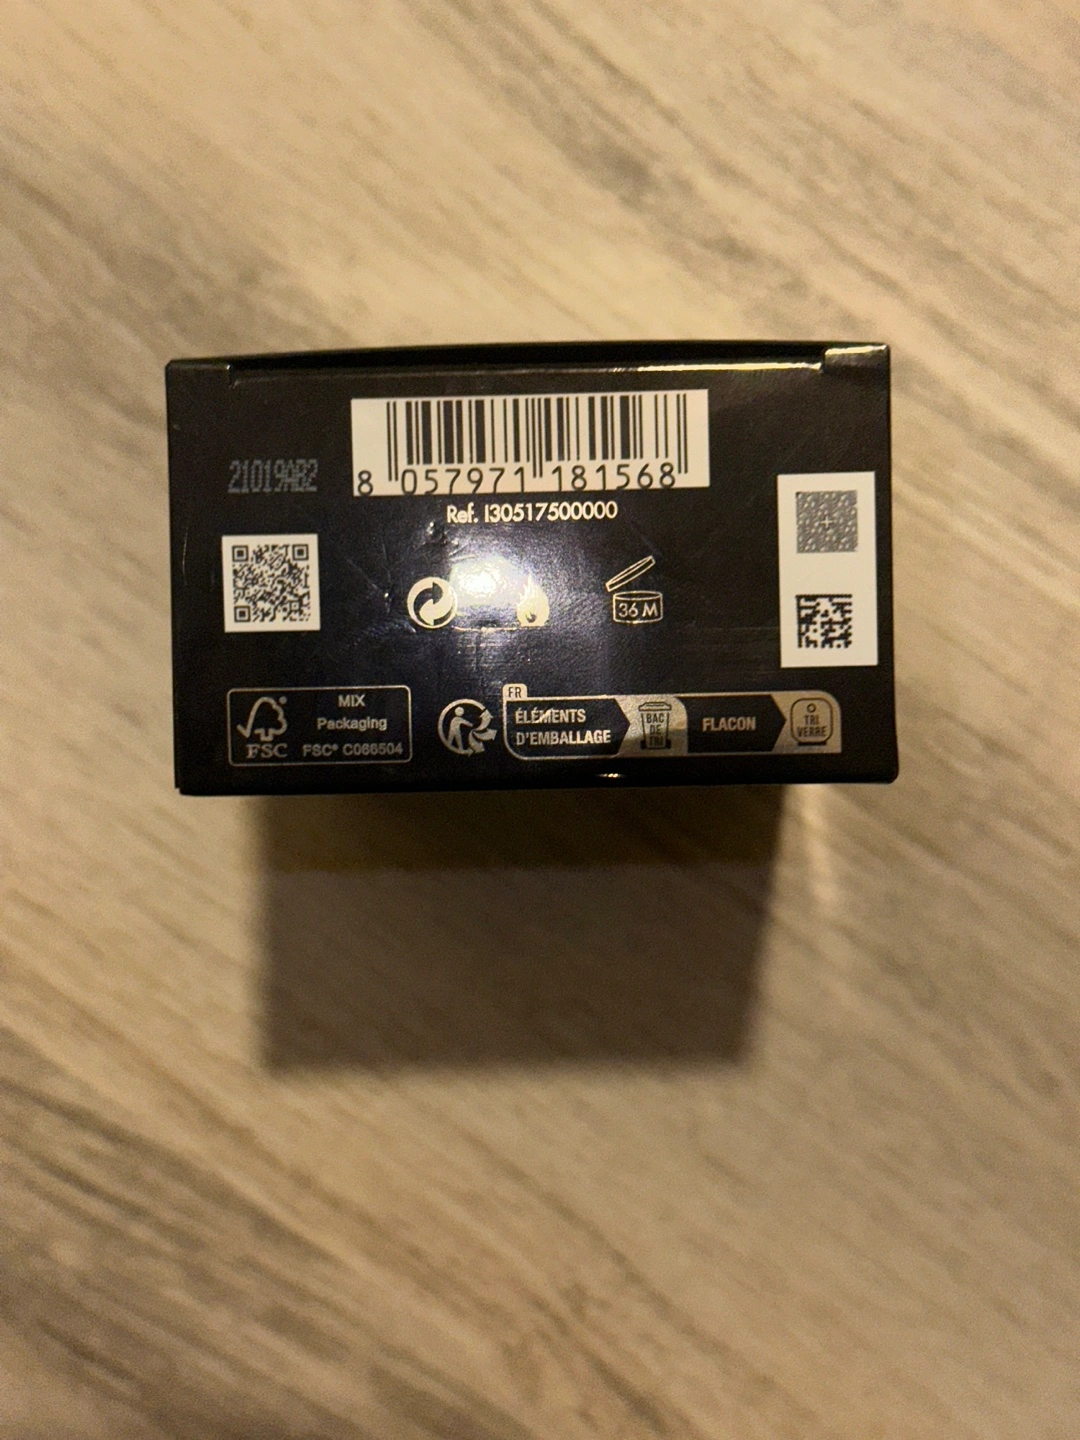 8 057971 181568
21019AB2
Ref. I30517500000
36 M
MIX
Packaging
FSC® C066504
FSC
FR
ÉLÉMENTS
D'EMBALLAGE
BAC
DE
TRI
FLACON
TRI
VERRE